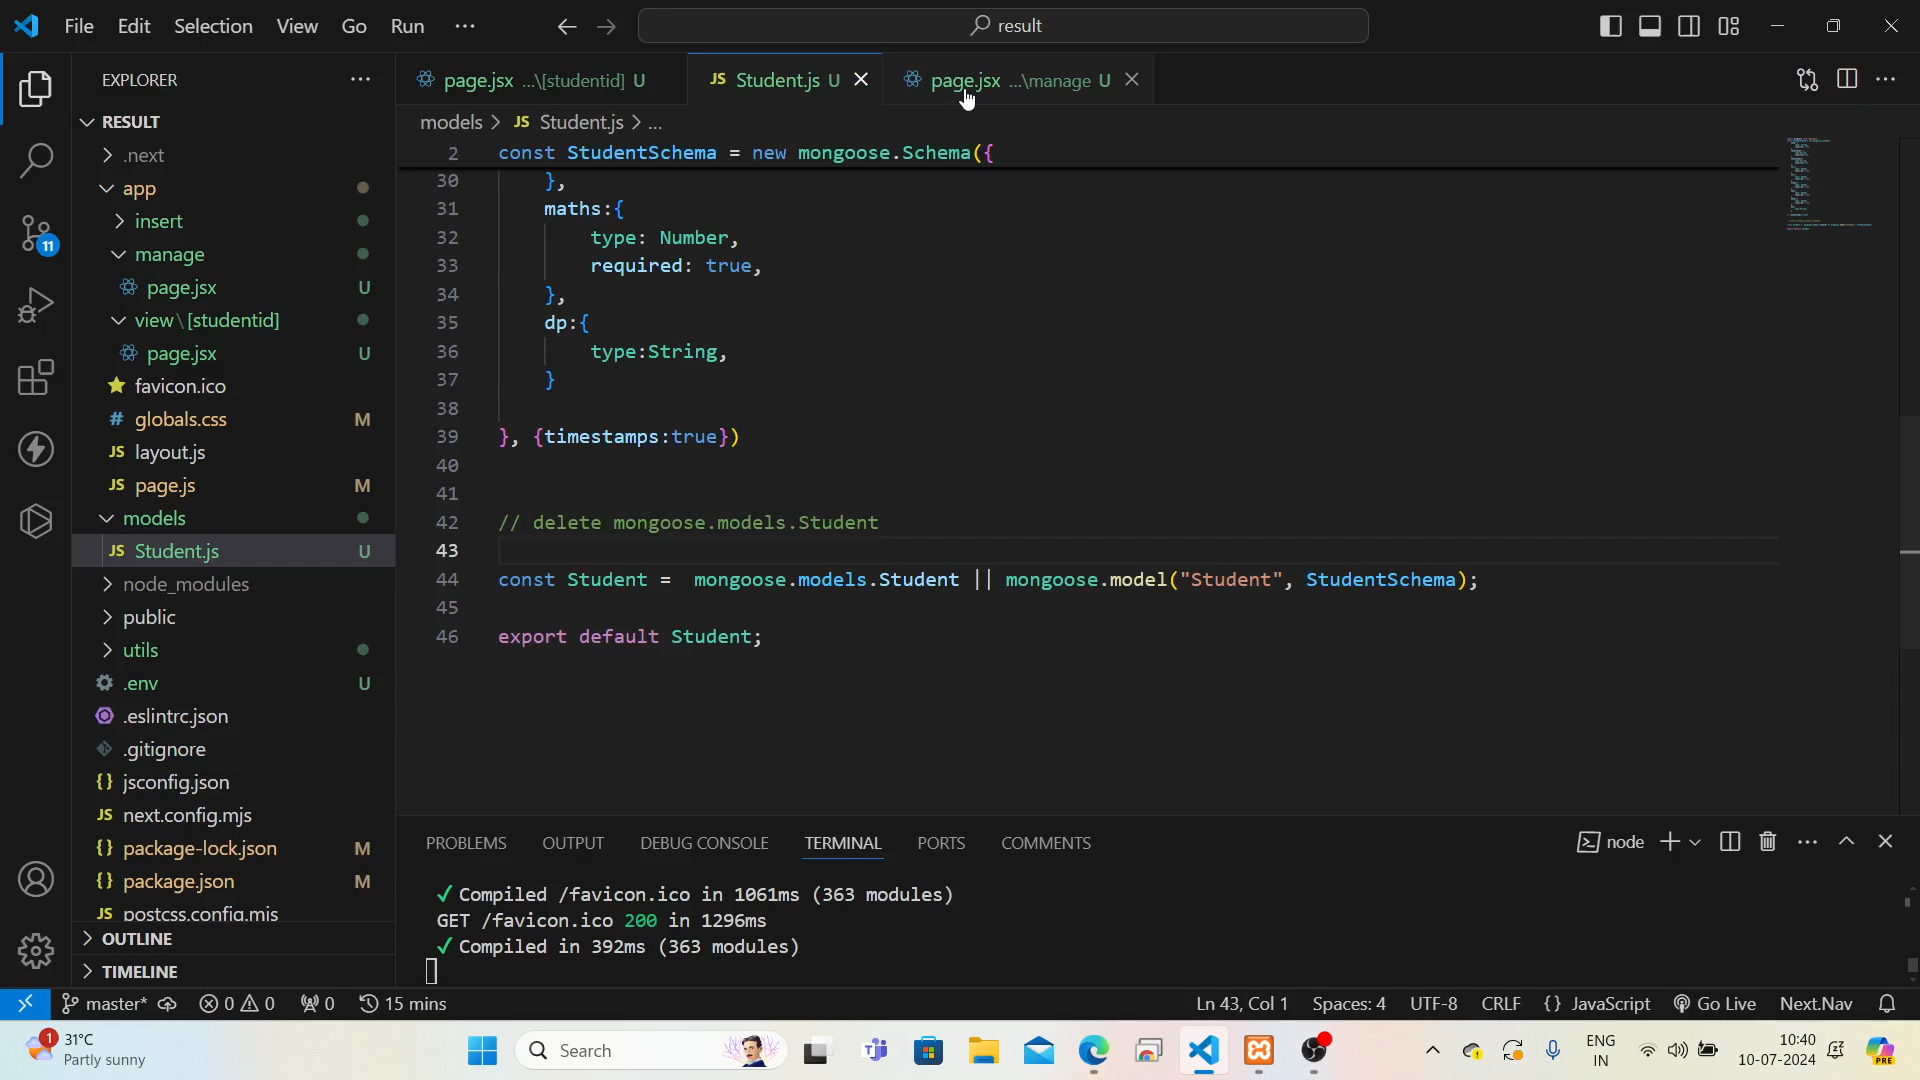 File Edit Selection View Go Run ...
result
EXPLORER
RESULT
.next
app
insert
manage
page.jsx U
view\[studentid]
page.jsx U
favicon.ico
globals.css M
layout.js
page.js M
models
Student.js U
node_modules
public
utils
.env U
.eslintrc.json
.gitignore
jsconfig.json
next.config.mjs
package-lock.json M
package.json M
postcss.config.mjs
OUTLINE
TIMELINE
11
page.jsx ...\[studentid] U
JS Student.js U
page.jsx ...\manage U
models > JS Student.js > ...
2 const StudentSchema = new mongoose.Schema({
30 },
31 maths:{
32 type: Number,
33 required: true,
34 },
35 dp:{
36 type:String,
37 }
38
39 }, {timestamps:true})
40
41
42 // delete mongoose.models.Student
43
44 const Student =  mongoose.models.Student || mongoose.model("Student", StudentSchema);
45
46 export default Student;
PROBLEMS OUTPUT DEBUG CONSOLE TERMINAL PORTS COMMENTS
node
✓ Compiled /favicon.ico in 1061ms (363 modules)
GET /favicon.ico 200 in 1296ms
✓ Compiled in 392ms (363 modules)
master* 0 0 0 15 mins
Ln 43, Col 1 Spaces: 4 UTF-8 CRLF {} JavaScript Go Live Next.Nav
1 31°C
Partly sunny
Search
ENG
IN
10:40
10-07-2024
PRE